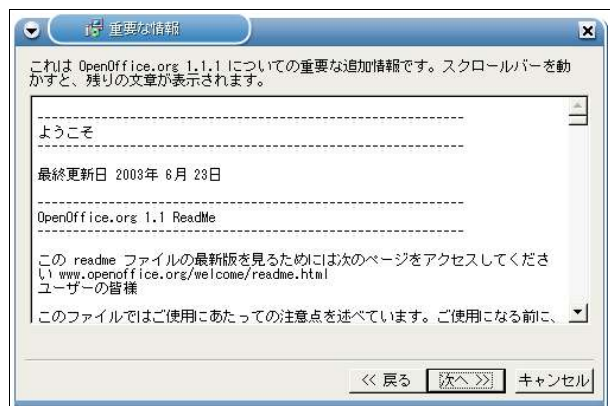 重要な情報
これは OpenOffice.org 1.1.1 についての重要な追加情報です。スクロールバーを動
かすと、残りの文章が表示されます。
------------------------------------------------------------
ようこそ
------------------------------------------------------------
最終更新日 2003年 6月 23日
------------------------------------------------------------
OpenOffice.org 1.1 ReadMe
------------------------------------------------------------
この readme ファイルの最新版を見るためには次のページをアクセスしてくださ
い www.openoffice.org/welcome/readme.html
ユーザーの皆様
このファイルではご使用にあたっての注意点を述べています。ご使用になる前に、
<< 戻る 次へ >> キャンセル